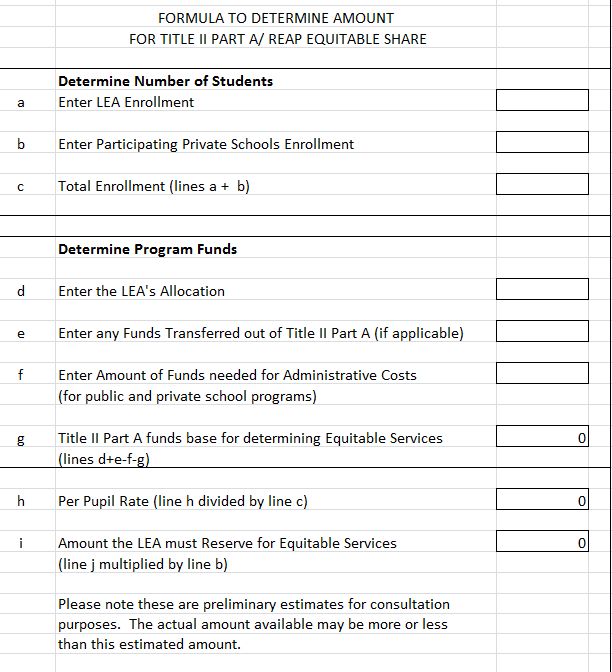 FORMULA TO DETERMINE AMOUNT
FOR TITLE II PART A/ REAP EQUITABLE SHARE
Determine Number of Students
a Enter LEA Enrollment
b Enter Participating Private Schools Enrollment
c Total Enrollment (lines a + b)
Determine Program Funds
d Enter the LEA's Allocation
e Enter any Funds Transferred out of Title II Part A (if applicable)
f Enter Amount of Funds needed for Administrative Costs
(for public and private school programs)
g Title II Part A funds base for determining Equitable Services 0
(lines d+e-f-g)
h Per Pupil Rate (line h divided by line c) 0
i Amount the LEA must Reserve for Equitable Services 0
(line j multiplied by line b)
Please note these are preliminary estimates for consultation
purposes. The actual amount available may be more or less
than this estimated amount.